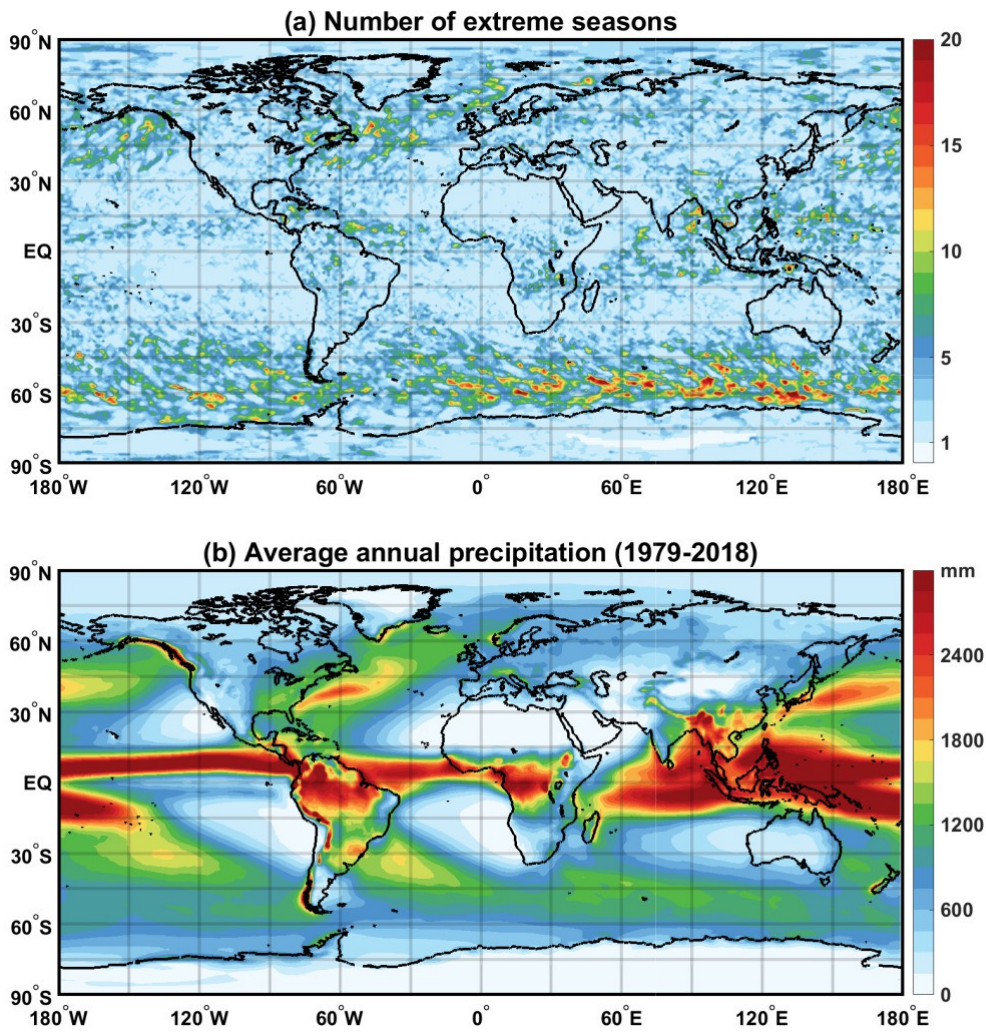 (a) Number of extreme seasons
90°N
60°N
30°N
EQ
30°S
60°S
90°S
180°W
120°W
60°W
0°
60°E
120°E
180°E
20
15
10
5
1
(b) Average annual precipitation (1979-2018)
90°N
60°N
30°N
EQ
30°S
60°S
90°S
180°W
120°W
60°W
0°
60°E
120°E
180°E
mm
2400
1800
1200
600
0